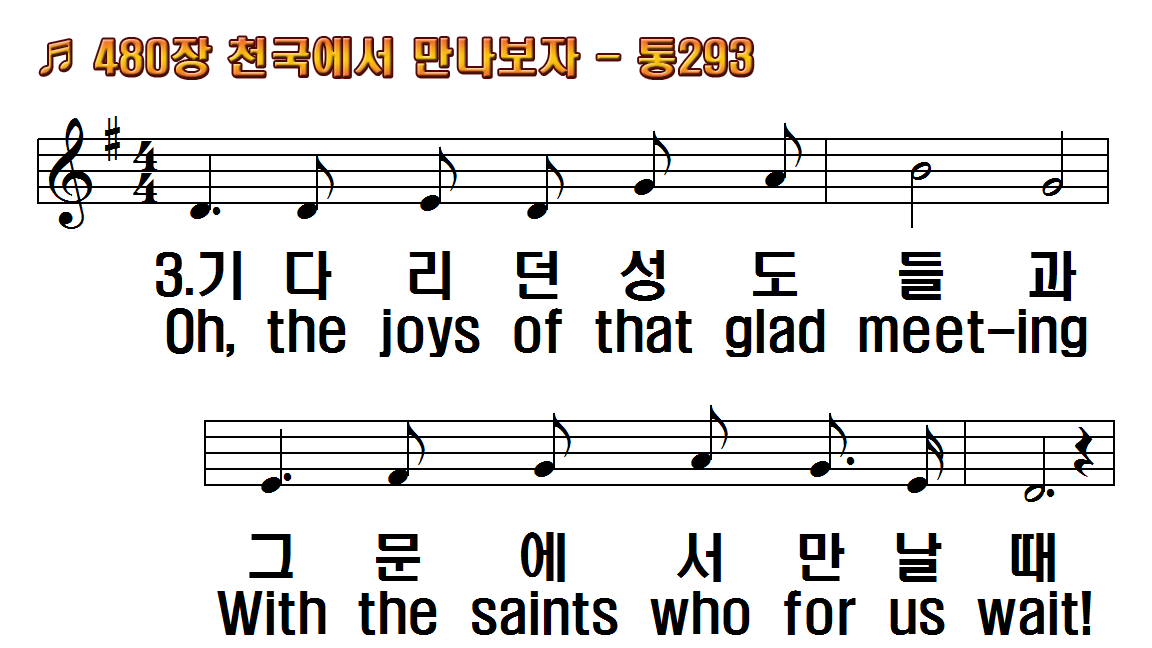 ♬ 480장 천국에서 만나보자 - 통293
3.기 다 리 던 성 도 들 과
Oh, the joys of that glad meet-ing
그 문 에 서 만 날 때
With the saints who for us wait!